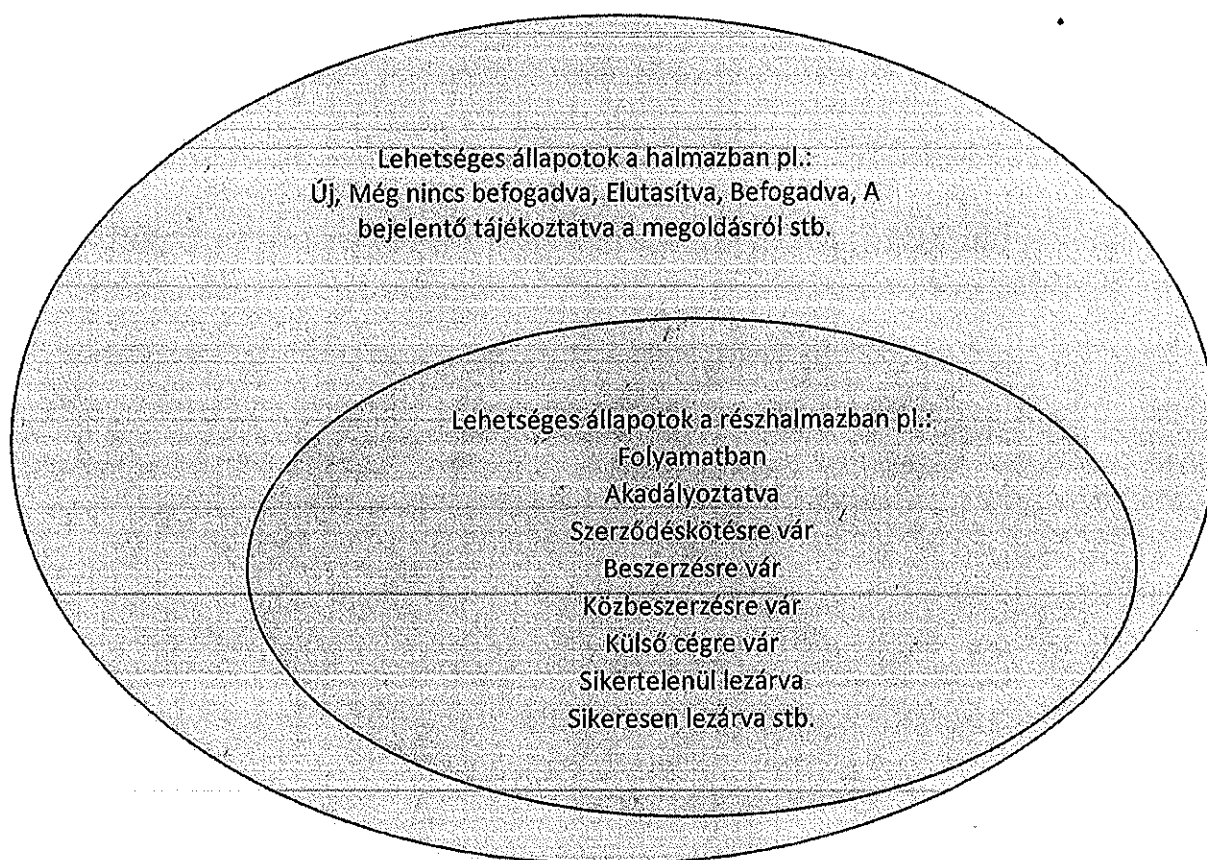 Lehetséges állapotok a halmazban pl.:
Új, Még nincs befogadva, Elutasítva, Befogadva, A
bejelentő tájékoztatva a megoldásról stb.
Lehetséges állapotok a részhalmazban pl.:
Folyamatban
Akadályoztatva
Szerződéskötésre vár
Beszerzésre vár
Közbeszerzésre vár
Külső cégre vár
Sikertelenül lezárva
Sikeresen lezárva stb.